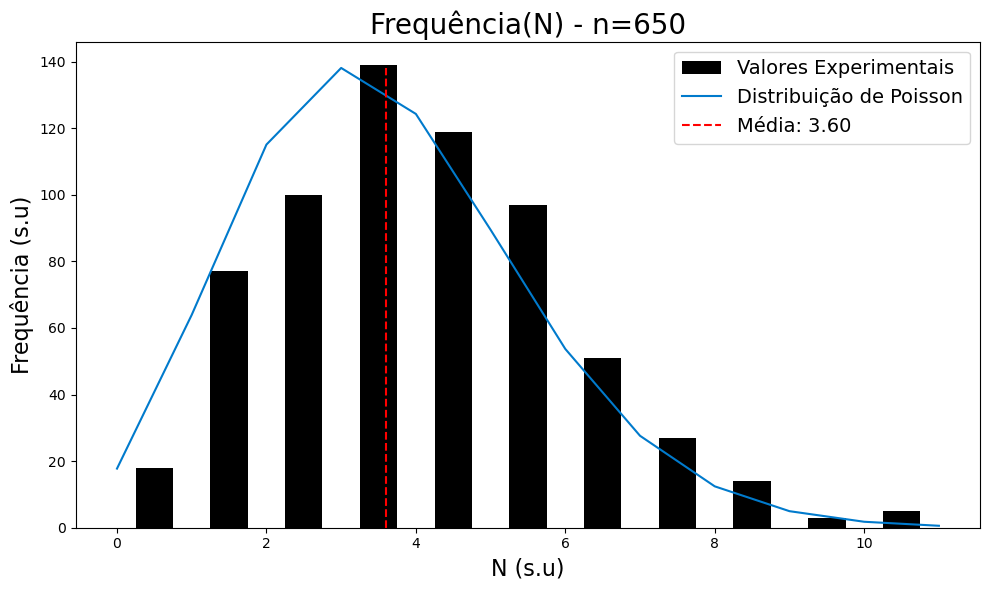 Frequência(N) - n=650
Valores Experimentais
Distribuição de Poisson
Média: 3.60
Frequência (s.u)
140
120
100
80
60
40
20
0
0 2 4 6 8 10
N (s.u)